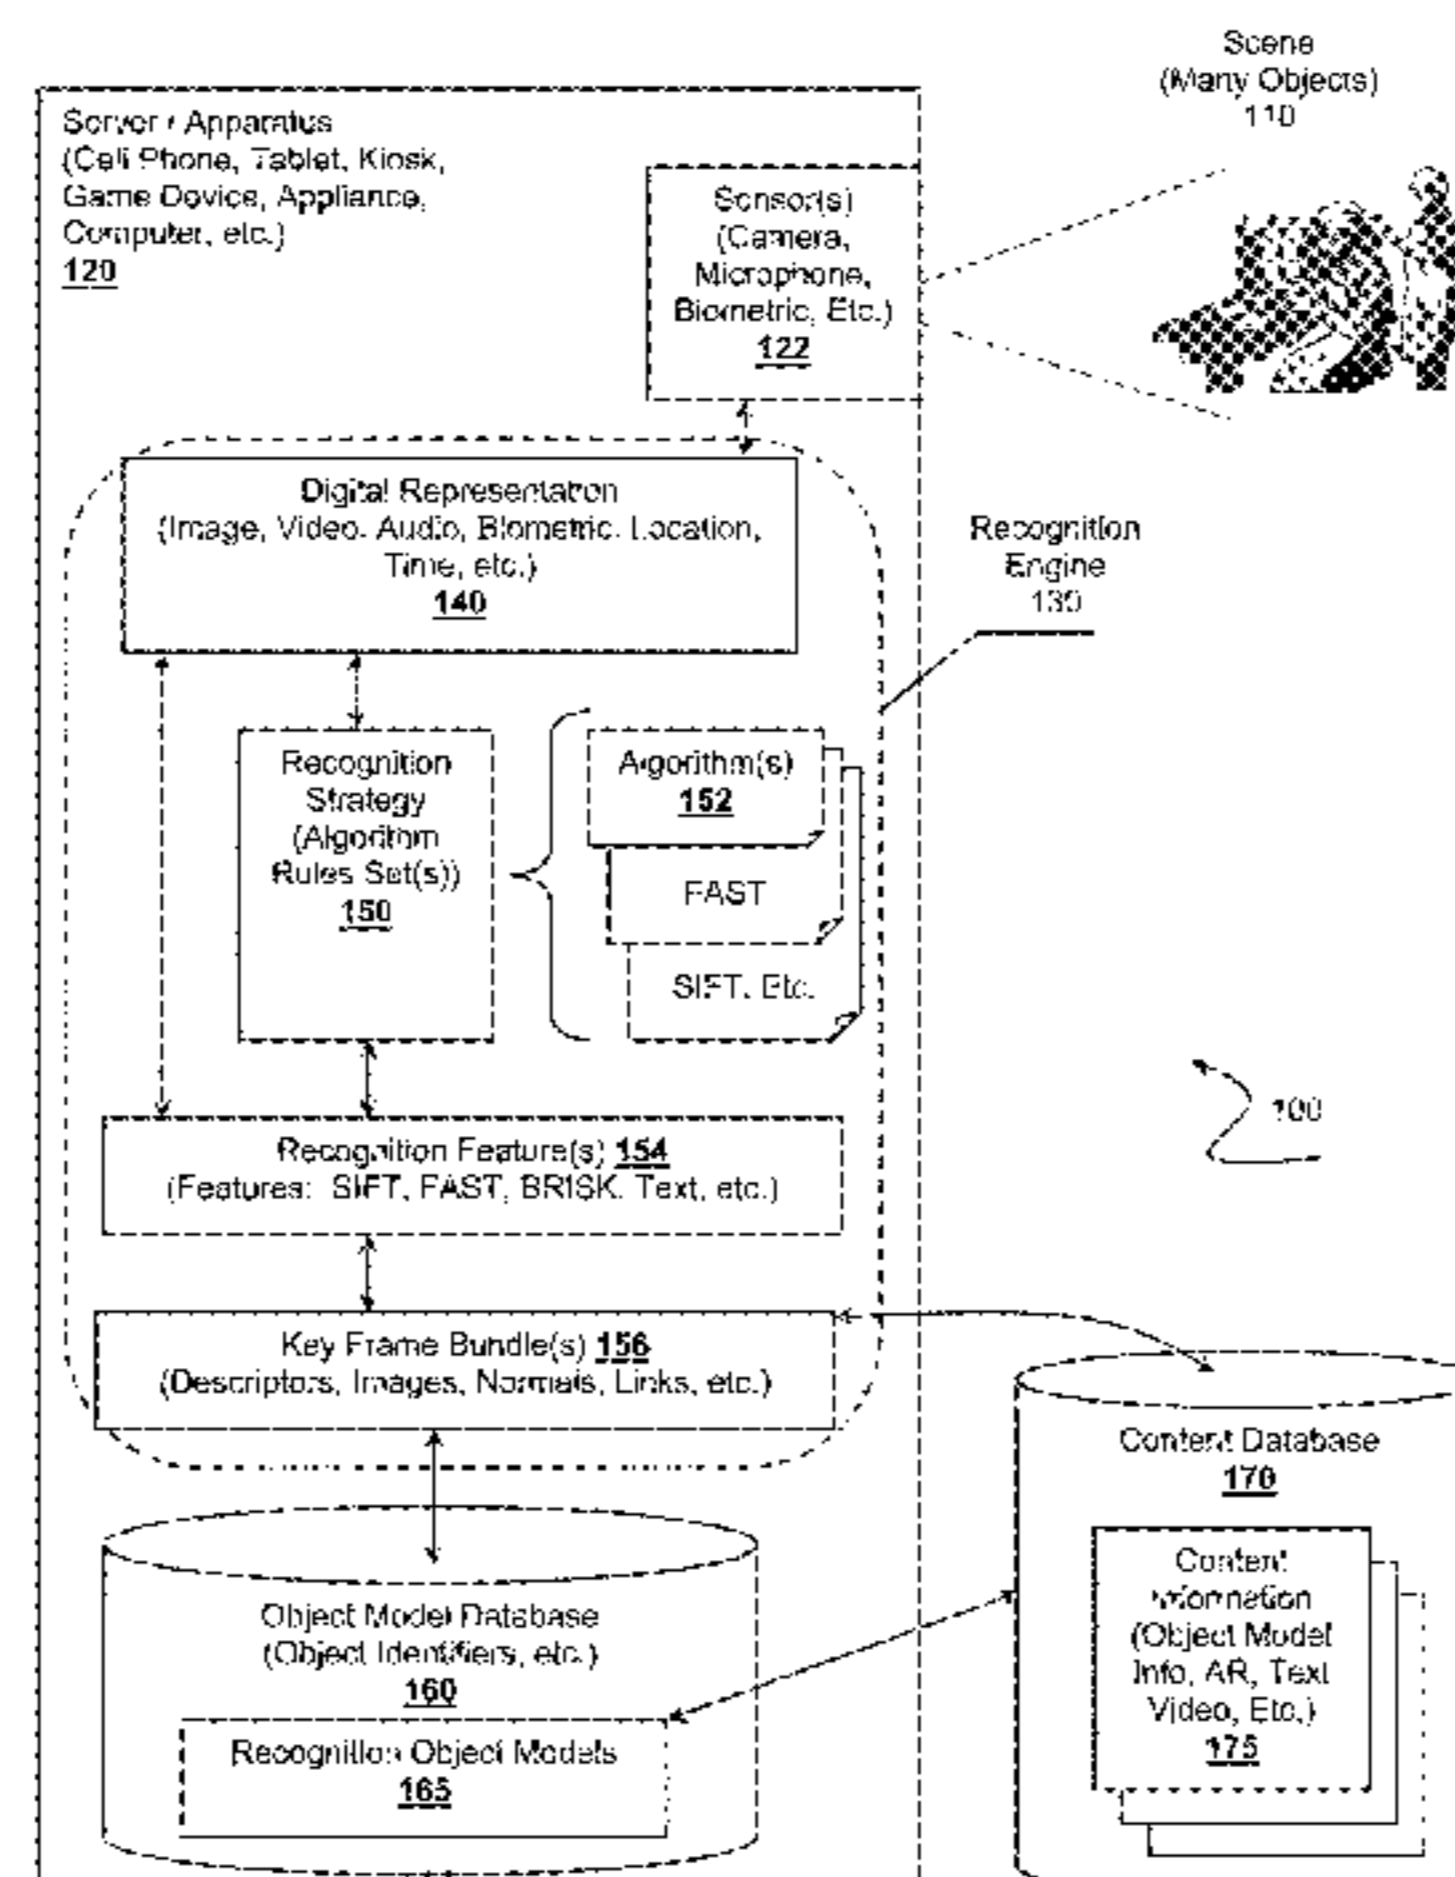 Scene
(Many Objects)
110
Server / Apparatus
(Cell Phone, Tablet, Kiosk,
Game Device, Appliance,
Computer, etc.)
120
Sensor(s)
(Camera,
Microphone,
Biometric, Etc.)
122
Digital Representation
(Image, Video, Audio, Biometric, Location,
Time, etc.)
140
Recognition
Engine
130
Recognition
Strategy
(Algorithm
Rules Set(s))
150
Algorithm(s)
152
FAST
SIFT, Etc.
100
Recognition Feature(s) 154
(Features: SIFT, FAST, BRISK, Text, etc.)
Key Frame Bundle(s) 156
(Descriptors, Images, Normals, Links, etc.)
Content Database
170
Content
Information
(Object Model
Info, AR, Text
Video, Etc.)
175
Object Model Database
(Object Identifiers, etc.)
160
Recognition Object Models
165